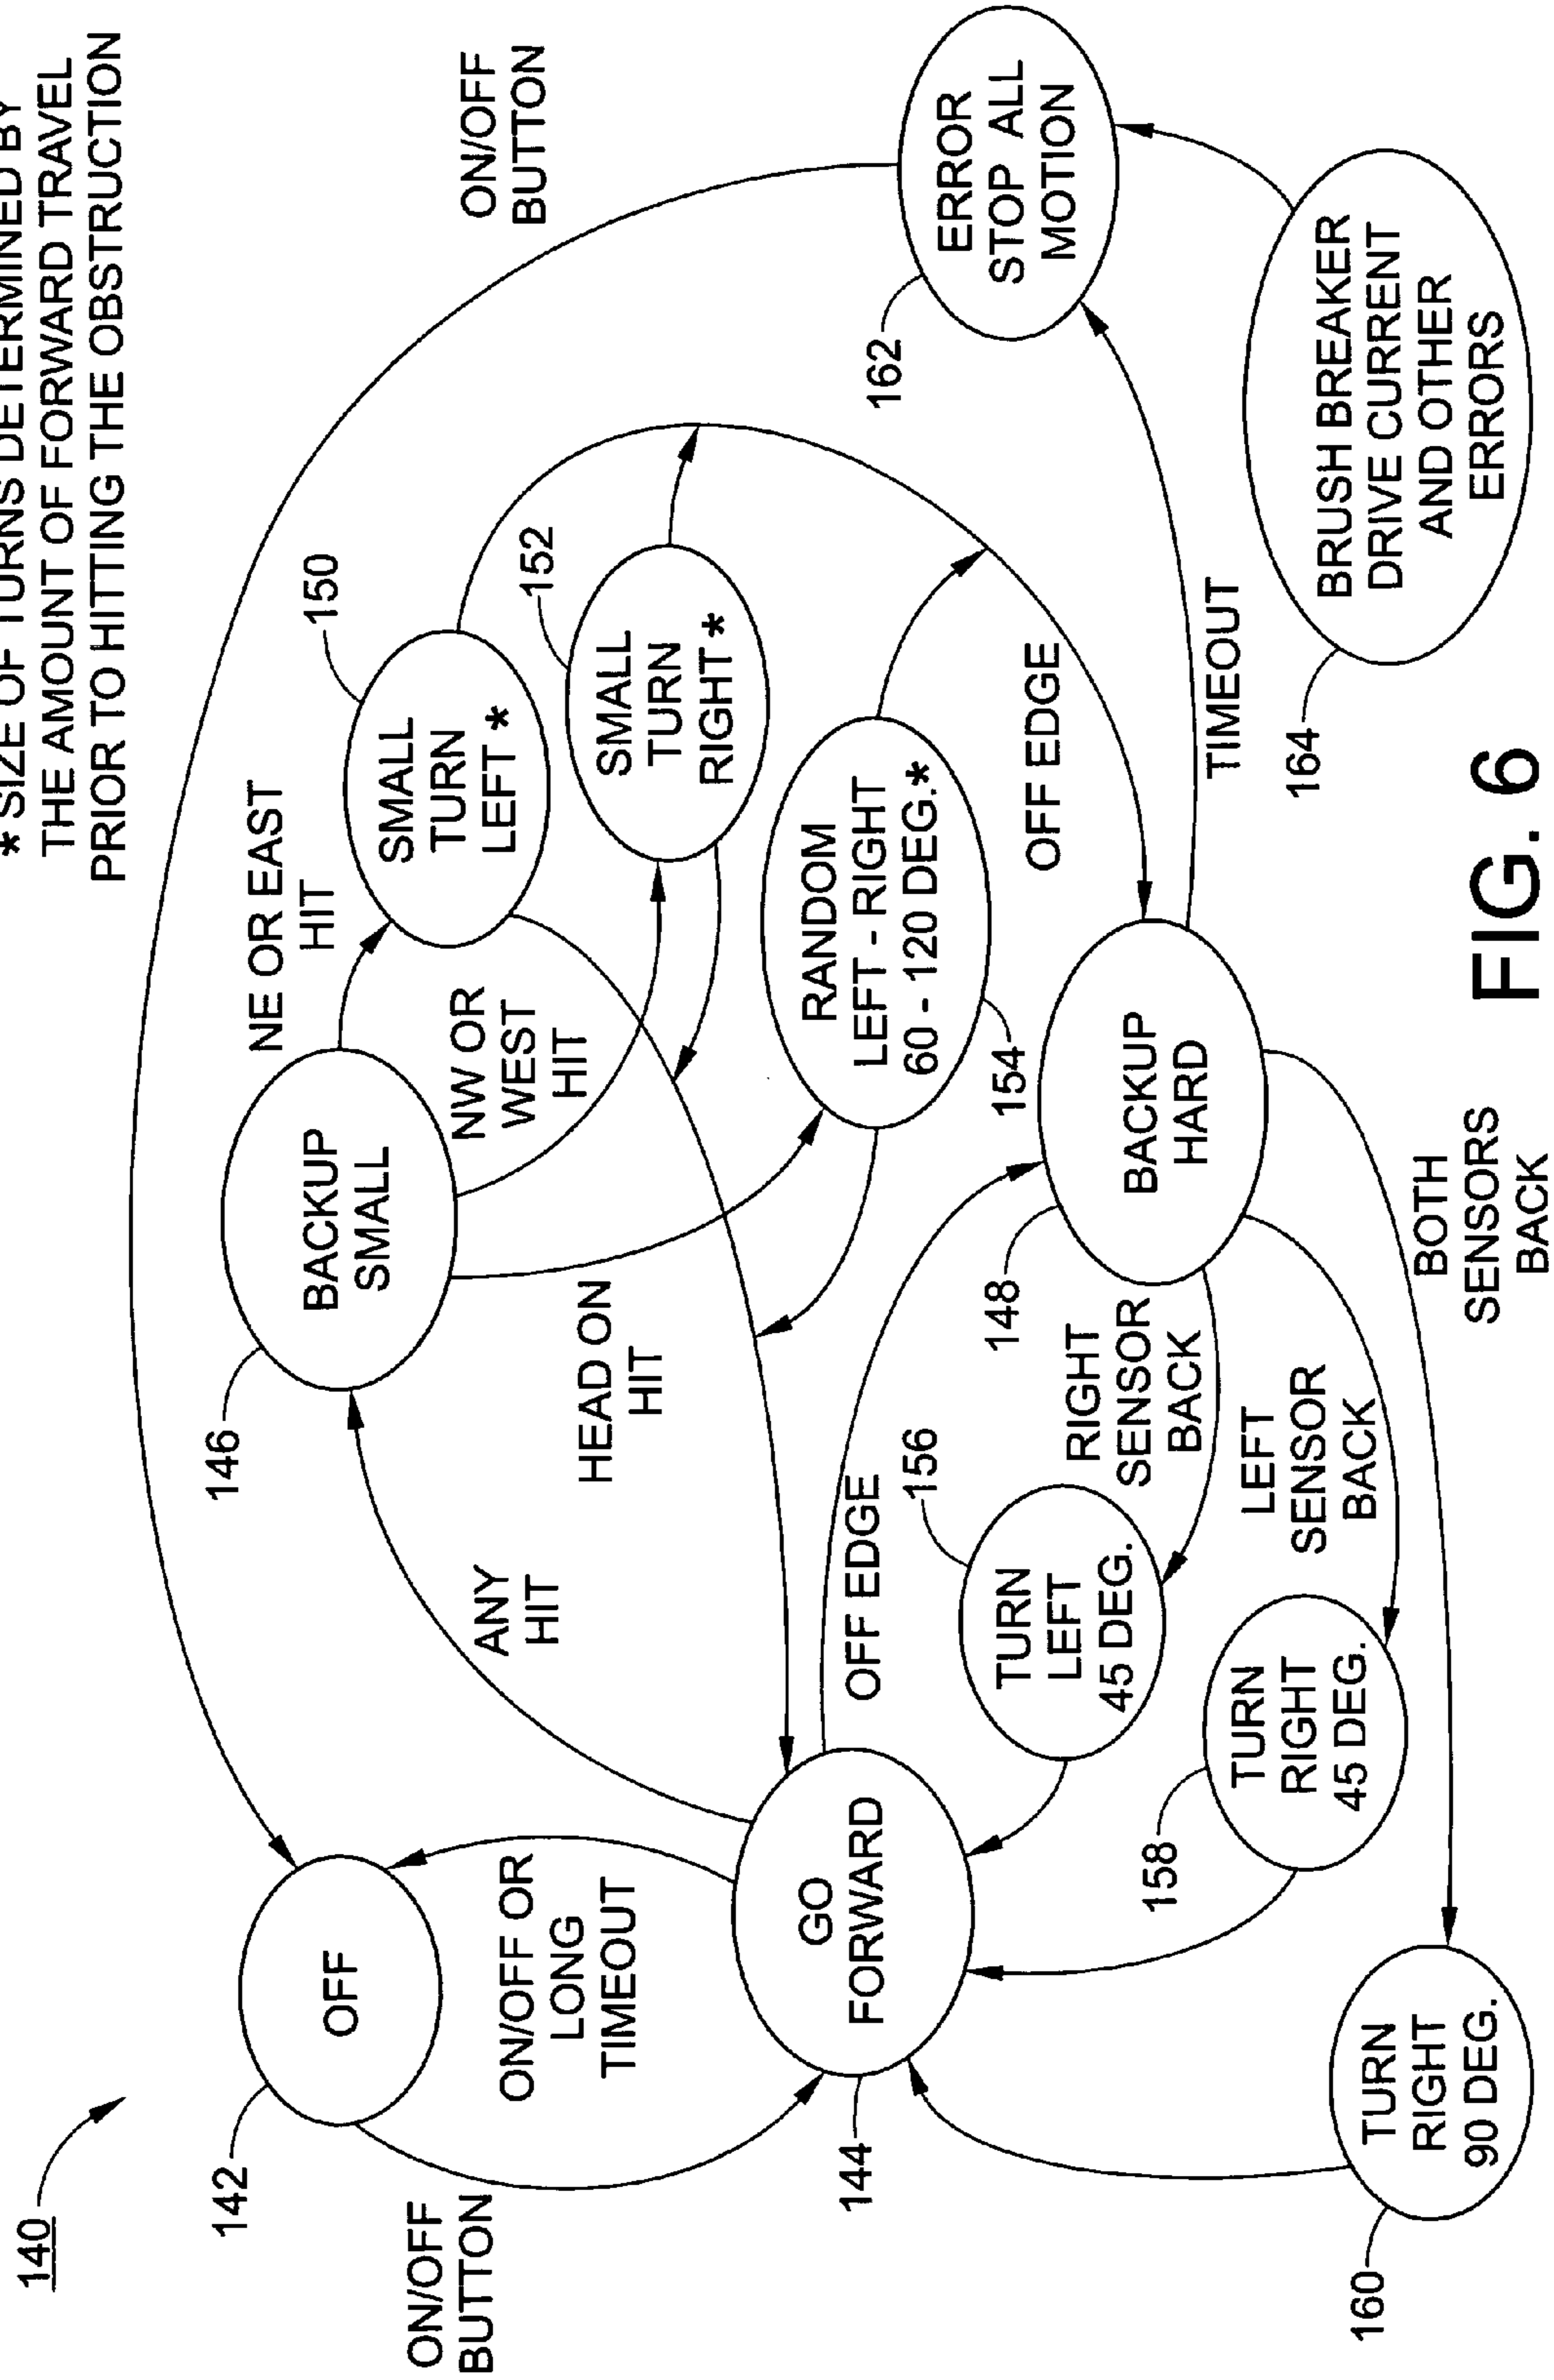 140
* SIZE OF TURNS DETERMINED BY
THE AMOUNT OF FORWARD TRAVEL
PRIOR TO HITTING THE OBSTRUCTION
142
OFF
ON/OFF
BUTTON
ON/OFF OR
LONG
TIMEOUT
144
GO
FORWARD
ANY
HIT
146
BACKUP
SMALL
NE OR EAST
HIT
NW OR
WEST
HIT
HEAD ON
HIT
150
SMALL
TURN
LEFT *
152
SMALL
TURN
RIGHT *
RANDOM
LEFT - RIGHT
60 - 120 DEG.*
154
OFF EDGE
ON/OFF
BUTTON
162
ERROR
STOP ALL
MOTION
OFF EDGE
148
BACKUP
HARD
TIMEOUT
156
TURN
LEFT
45 DEG.
RIGHT
SENSOR
BACK
158
TURN
RIGHT
45 DEG.
LEFT
SENSOR
BACK
160
TURN
RIGHT
90 DEG.
BOTH
SENSORS
BACK
164
BRUSH BREAKER
DRIVE CURRENT
AND OTHER
ERRORS
FIG. 6